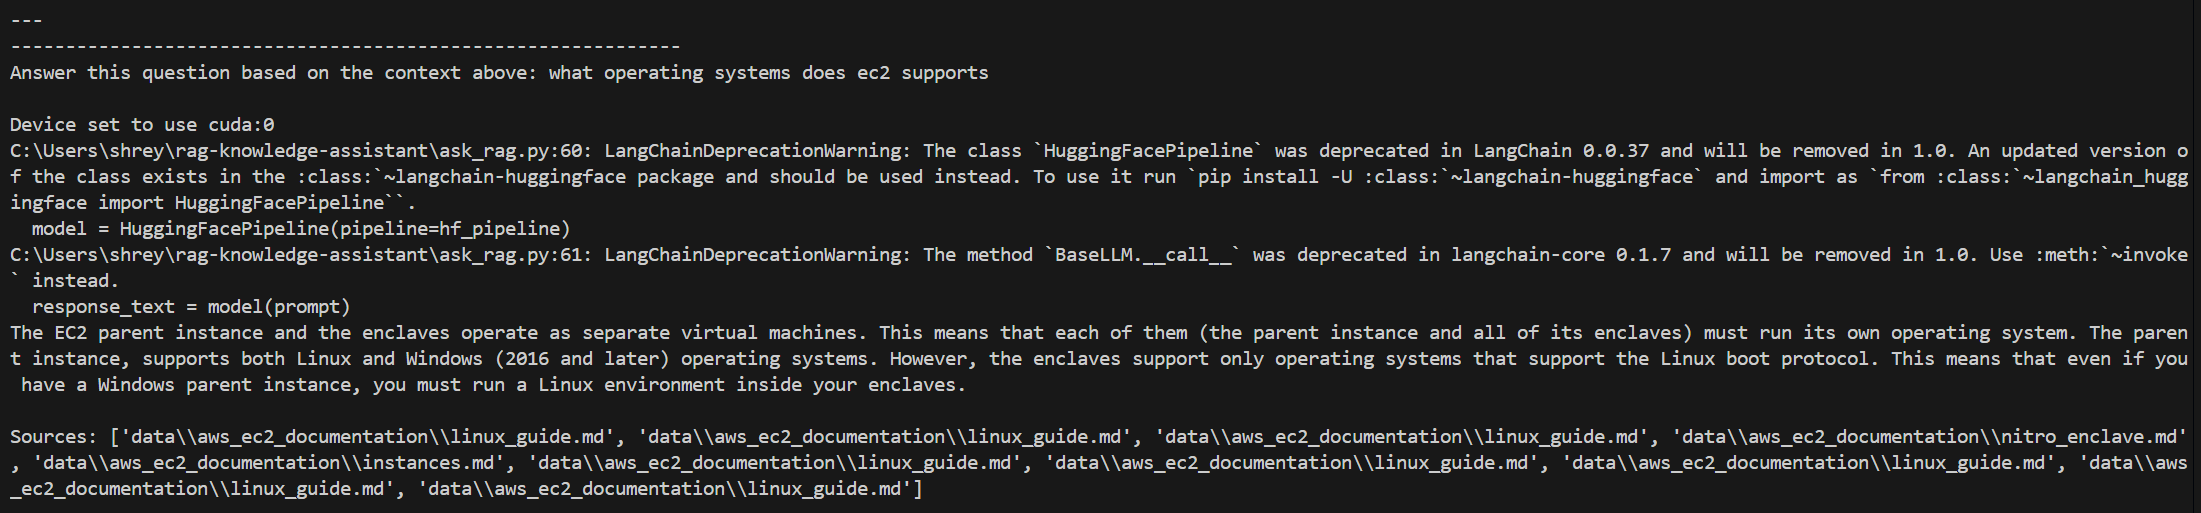 ---
-------------------------------------------------------------
Answer this question based on the context above: what operating systems does ec2 supports
Device set to use cuda:0
C:\Users\shrey\rag-knowledge-assistant\ask_rag.py:60: LangChainDeprecationWarning: The class `HuggingFacePipeline` was deprecated in LangChain 0.0.37 and will be removed in 1.0. An updated version o
f the class exists in the :class:`~langchain-huggingface package and should be used instead. To use it run `pip install -U :class:`~langchain-huggingface` and import as `from :class:`~langchain_hugg
ingface import HuggingFacePipeline``.
  model = HuggingFacePipeline(pipeline=hf_pipeline)
C:\Users\shrey\rag-knowledge-assistant\ask_rag.py:61: LangChainDeprecationWarning: The method `BaseLLM.__call__` was deprecated in langchain-core 0.1.7 and will be removed in 1.0. Use :meth:`~invoke
` instead.
  response_text = model(prompt)
The EC2 parent instance and the enclaves operate as separate virtual machines. This means that each of them (the parent instance and all of its enclaves) must run its own operating system. The paren
t instance, supports both Linux and Windows (2016 and later) operating systems. However, the enclaves support only operating systems that support the Linux boot protocol. This means that even if you
 have a Windows parent instance, you must run a Linux environment inside your enclaves.
Sources: ['data\\aws_ec2_documentation\\linux_guide.md', 'data\\aws_ec2_documentation\\linux_guide.md', 'data\\aws_ec2_documentation\\linux_guide.md', 'data\\aws_ec2_documentation\\nitro_enclave.md'
, 'data\\aws_ec2_documentation\\instances.md', 'data\\aws_ec2_documentation\\linux_guide.md', 'data\\aws_ec2_documentation\\linux_guide.md', 'data\\aws_ec2_documentation\\linux_guide.md', 'data\\aws
_ec2_documentation\\linux_guide.md', 'data\\aws_ec2_documentation\\linux_guide.md']